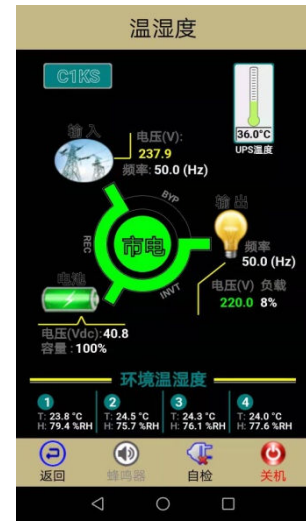 温湿度
C1KS
36.0°C
UPS温度
输入
电压(V):
237.9
频率: 50.0 (Hz)
BYP
REC
INVT
市电
输出
频率
50.0 (Hz)
电压(V) 负载
220.0 8%
电池
电压(Vdc):40.8
容量 :100%
环境温湿度
1
T: 23.8 °C
H: 79.4 %RH
2
T: 24.5 °C
H: 75.7 %RH
3
T: 24.3 °C
H: 76.1 %RH
4
T: 24.0 °C
H: 77.6 %RH
返回
蜂鸣器
自检
关机